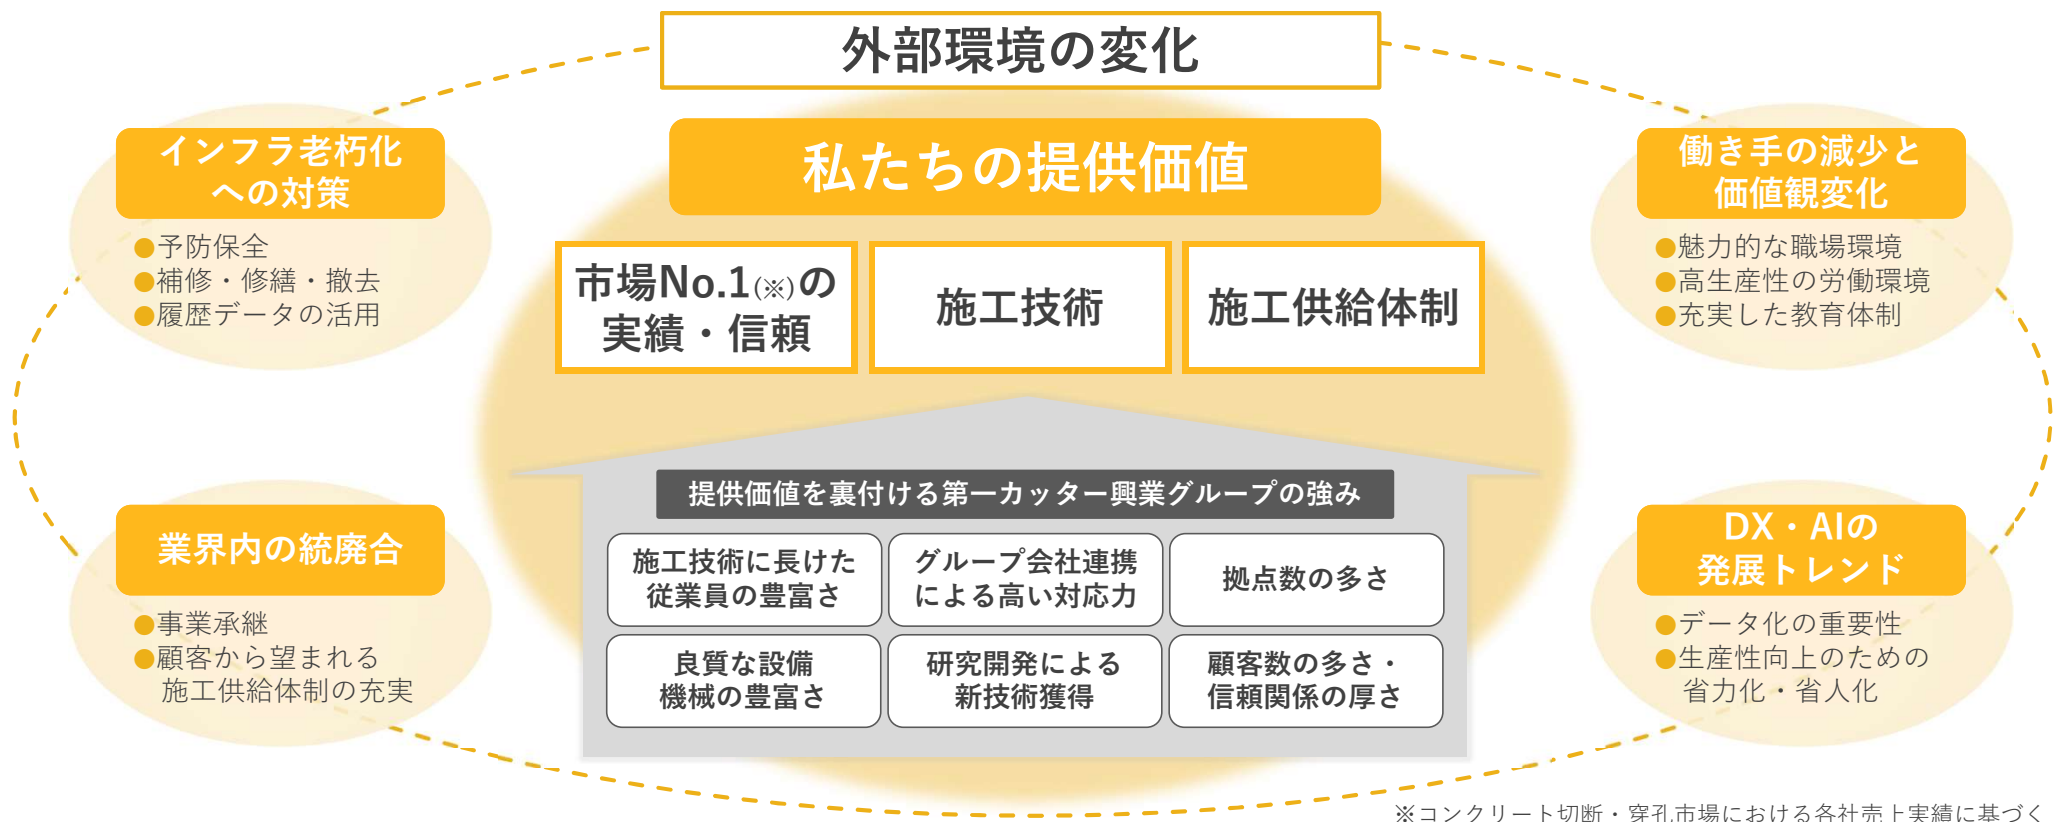 外部環境の変化
私たちの提供価値
インフラ老朽化
への対策
●予防保全
●補修・修繕・撤去
●履歴データの活用
働き手の減少と
価値観変化
●魅力的な職場環境
●高生産性の労働環境
●充実した教育体制
市場No.1(※)の
実績・信頼
施工技術
施工供給体制
提供価値を裏付ける第一カッター興業グループの強み
施工技術に長けた
従業員の豊富さ
グループ会社連携
による高い対応力
拠点数の多さ
良質な設備
機械の豊富さ
研究開発による
新技術獲得
顧客数の多さ・
信頼関係の厚さ
業界内の統廃合
●事業承継
●顧客から望まれる
施工供給体制の充実
DX・AIの
発展トレンド
●データ化の重要性
●生産性向上のための
省力化・省人化
※コンクリート切断・穿孔市場における各社売上実績に基づく